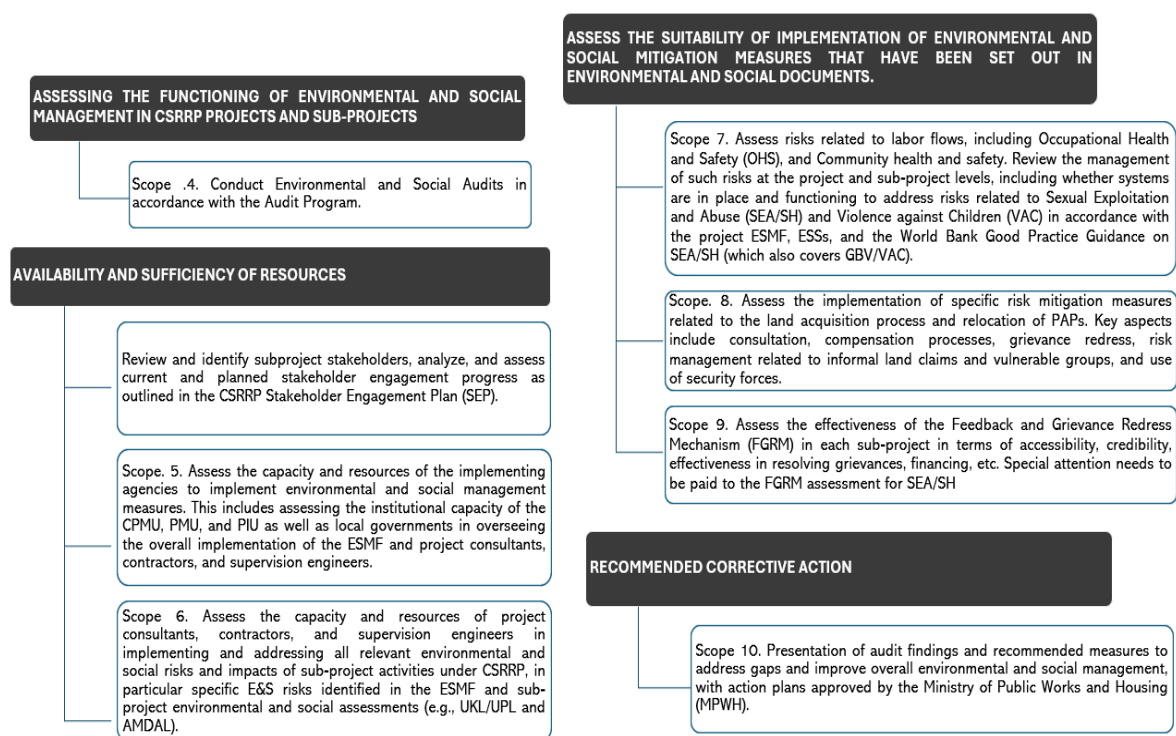 ASSESSING THE FUNCTIONING OF ENVIRONMENTAL AND SOCIAL
MANAGEMENT IN CSRRP PROJECTS AND SUB-PROJECTS
Scope .4. Conduct Environmental and Social Audits in
accordance with the Audit Program.
AVAILABILITY AND SUFFICIENCY OF RESOURCES
Review and identify subproject stakeholders, analyze, and assess
current and planned stakeholder engagement progress as
outlined in the CSRRP Stakeholder Engagement Plan (SEP).
Scope. 5. Assess the capacity and resources of the implementing
agencies to implement environmental and social management
measures. This includes assessing the institutional capacity of the
CPMU, PMU, and PIU as well as local governments in overseeing
the overall implementation of the ESMF and project consultants,
contractors, and supervision engineers.
Scope 6. Assess the capacity and resources of project
consultants, contractors, and supervision engineers in
implementing and addressing all relevant environmental and
social risks and impacts of sub-project activities under CSRRP, in
particular specific E&S risks identified in the ESMF and sub-
project environmental and social assessments (e.g., UKL/UPL and
AMDAL).
ASSESS THE SUITABILITY OF IMPLEMENTATION OF ENVIRONMENTAL AND
SOCIAL MITIGATION MEASURES THAT HAVE BEEN SET OUT IN
ENVIRONMENTAL AND SOCIAL DOCUMENTS.
Scope 7. Assess risks related to labor flows, including Occupational Health
and Safety (OHS), and Community health and safety. Review the management
of such risks at the project and sub-project levels, including whether systems
are in place and functioning to address risks related to Sexual Exploitation
and Abuse (SEA/SH) and Violence against Children (VAC) in accordance with
the project ESMF, ESSs, and the World Bank Good Practice Guidance on
SEA/SH (which also covers GBV/VAC).
Scope. 8. Assess the implementation of specific risk mitigation measures
related to the land acquisition process and relocation of PAPs. Key aspects
include consultation, compensation processes, grievance redress, risk
management related to informal land claims and vulnerable groups, and use
of security forces.
Scope 9. Assess the effectiveness of the Feedback and Grievance Redress
Mechanism (FGRM) in each sub-project in terms of accessibility, credibility,
effectiveness in resolving grievances, financing, etc. Special attention needs to
be paid to the FGRM assessment for SEA/SH
RECOMMENDED CORRECTIVE ACTION
Scope 10. Presentation of audit findings and recommended measures to
address gaps and improve overall environmental and social management,
with action plans approved by the Ministry of Public Works and Housing
(MPWH).